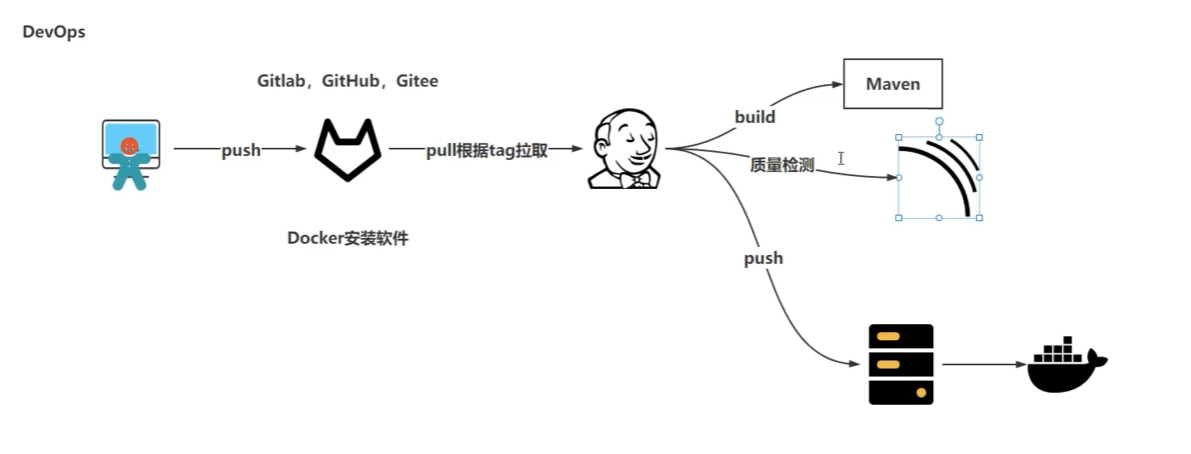 DevOps
Gitlab，GitHub，Gitee
Maven
build
push
pull根据tag拉取
质量检测
Docker安装软件
push